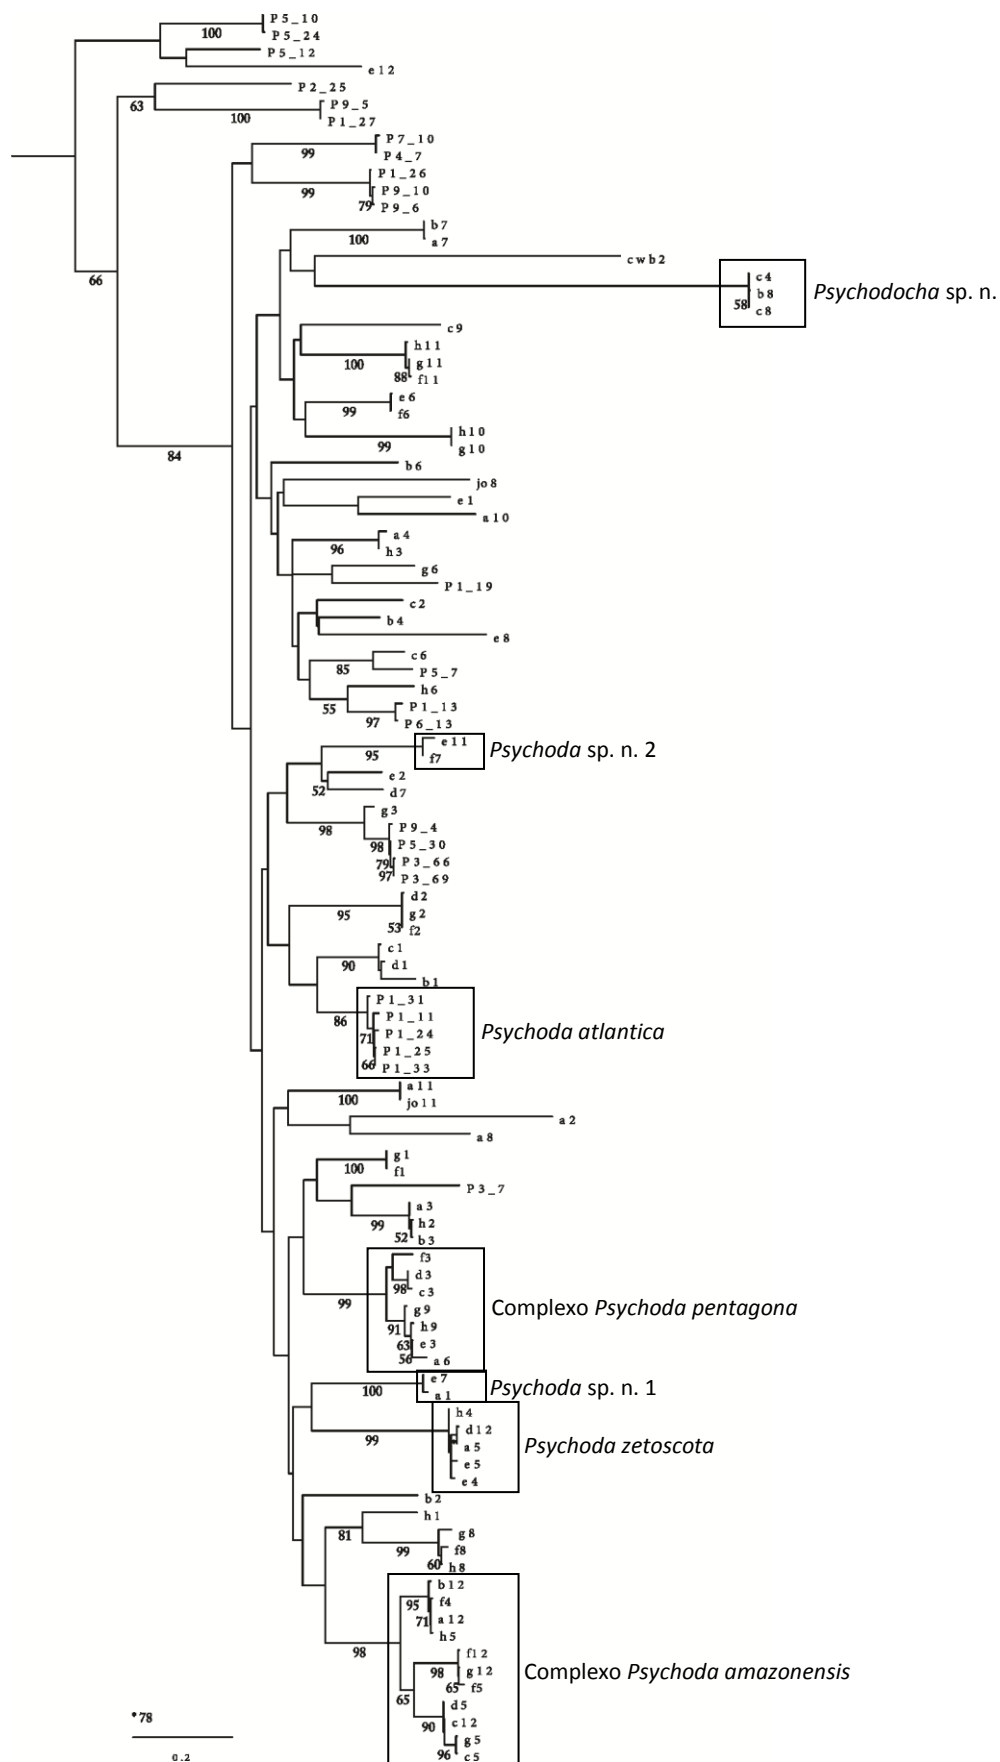 P5_10
100
P5_24
P5_12
e12
P2_25
63
P9_5
100
P1_27
P7_10
99
P4_7
P1_26
99
P9_10
79
P9_6
b7
100
a7
cwb2
66
c4
b8
Psychodocha sp. n.
58
c8
c9
h11
100
g11
88
f11
e6
99
f6
h10
99
g10
84
b6
jo8
e1
a10
a4
96
h3
g6
P1_19
c2
b4
e8
c6
85
P5_7
h6
55
P1_13
97
P6_13
e11
Psychoda sp. n. 2
95
f7
e2
52
d7
g3
98
P9_4
98
P5_30
79
P3_66
97
P3_69
d2
95
g2
53
f2
c1
90
d1
b1
P1_31
86
P1_11
71
P1_24
Psychoda atlantica
P1_25
66
P1_33
a11
100
jo11
a2
a8
g1
100
f1
P3_7
a3
99
h2
52
b3
f3
d3
98
c3
99
Complexo Psychoda pentagona
g9
91
h9
63
e3
56
a6
e7
100
Psychoda sp. n. 1
a1
h4
99
d12
a5
Psychoda zetoscota
e5
e4
b2
h1
81
g8
99
f8
60
h8
b12
95
f4
71
a12
h5
98
f12
98
g12
Complexo Psychoda amazonensis
65
f5
65
d5
90
c12
g5
96
c5
*78
0.2